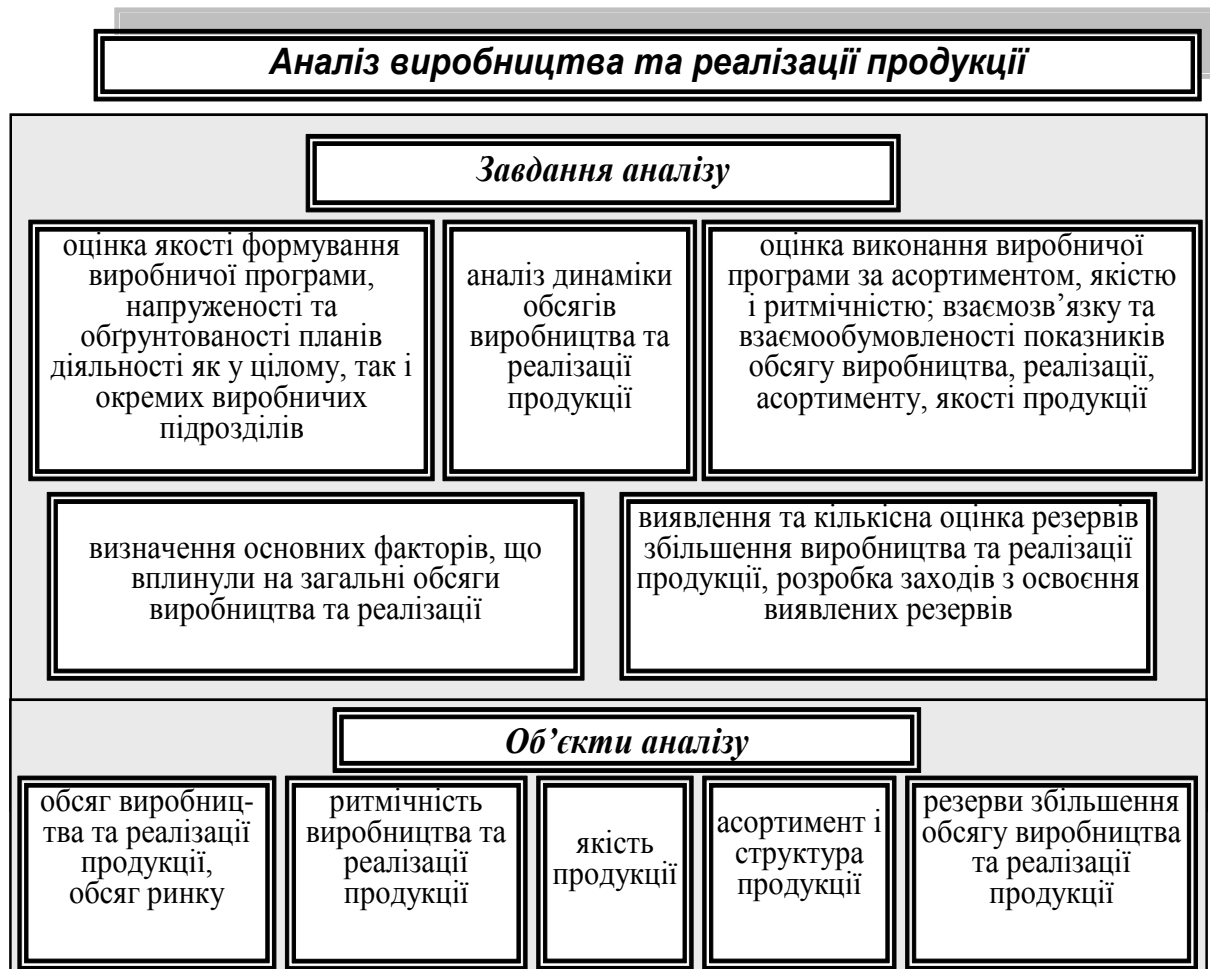 Аналіз виробництва та реалізації продукції
Завдання аналізу
оцінка якості формування
виробничої програми,
напруженості та
обґрунтованості планів
діяльності як у цілому, так і
окремих виробничих
підрозділів
аналіз динаміки
обсягів
виробництва та
реалізації
продукції
оцінка виконання виробничої
програми за асортиментом, якістю
і ритмічністю; взаємозв’язку та
взаємообумовленості показників
обсягу виробництва, реалізації,
асортименту, якості продукції
визначення основних факторів, що
вплинули на загальні обсяги
виробництва та реалізації
виявлення та кількісна оцінка резервів
збільшення виробництва та реалізації
продукції, розробка заходів з освоєння
виявлених резервів
Об’єкти аналізу
обсяг виробниц-
тва та реалізації
продукції,
обсяг ринку
ритмічність
виробництва та
реалізації
продукції
якість
продукції
асортимент і
структура
продукції
резерви збільшення
обсягу виробництва
та реалізації
продукції